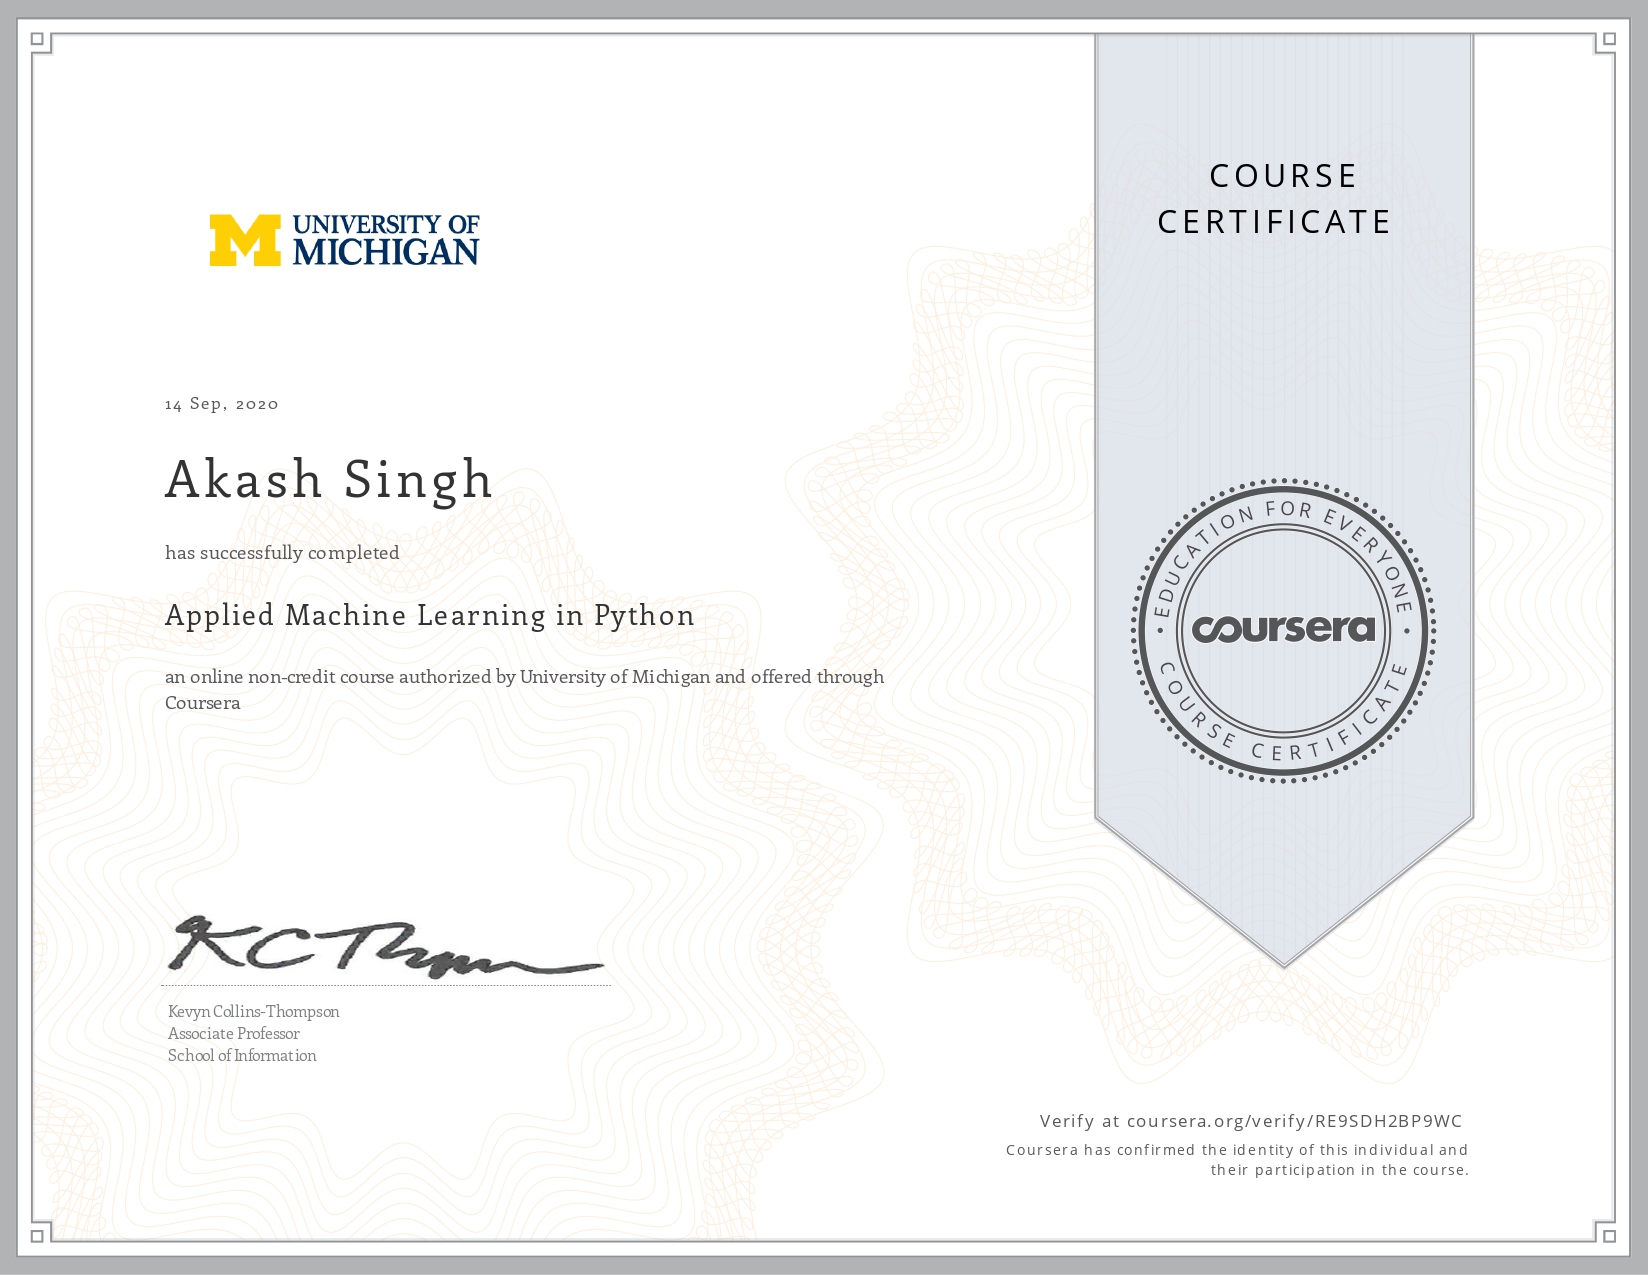 COURSE
CERTIFICATE
UNIVERSITY OF
MICHIGAN
14 Sep, 2020
Akash Singh
has successfully completed
Applied Machine Learning in Python
an online non-credit course authorized by University of Michigan and offered through
Coursera
EDUCATION FOR EVERYONE
coursera
COURSE CERTIFICATE
KC Thom
Kevyn Collins-Thompson
Associate Professor
School of Information
Verify at coursera.org/verify/RE9SDH2BP9WC
Coursera has confirmed the identity of this individual and
their participation in the course.